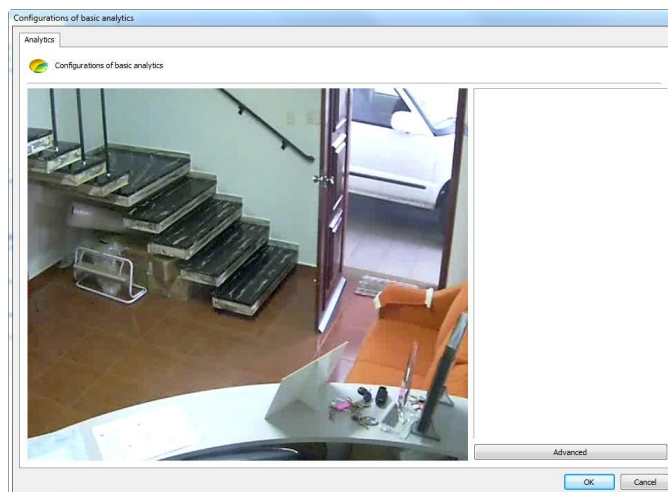 Configurations of basic analytics
Analytics
Configurations of basic analytics
Advanced
OK
Cancel